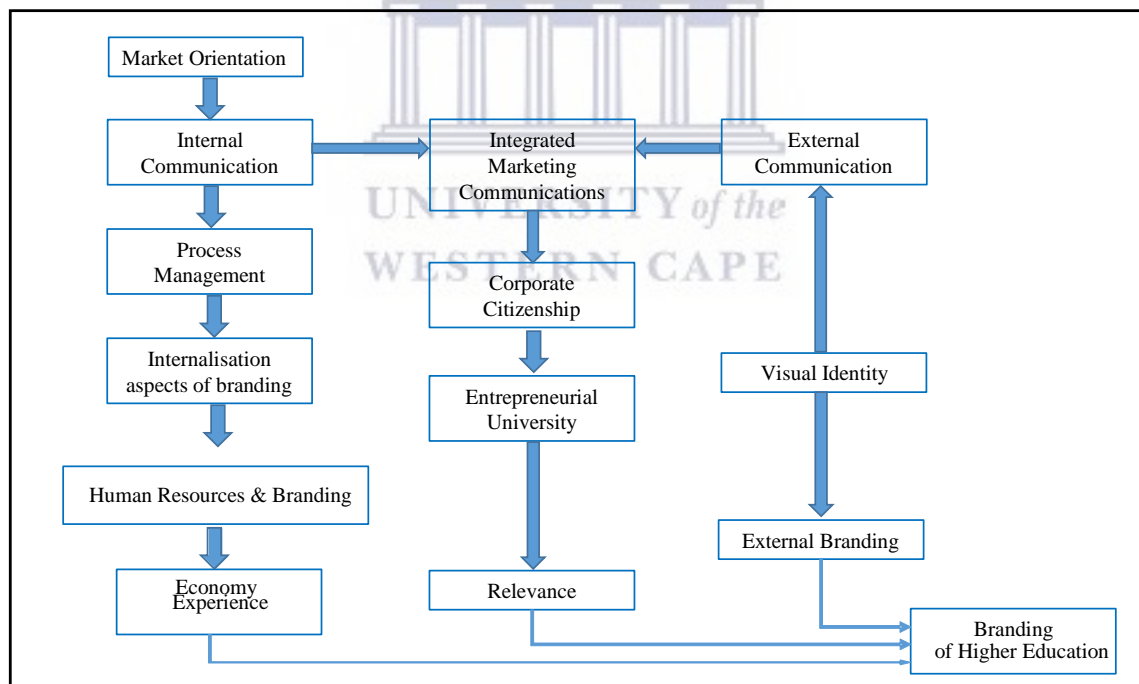 Market Orientation
Internal
Communication
Integrated
Marketing
Communications
External
Communication
UNIVERSITY of the
WESTERN CAPE
Process
Management
Corporate
Citizenship
Internalisation
aspects of branding
Visual Identity
Entrepreneurial
University
Human Resources & Branding
External Branding
Economy
Experience
Relevance
Branding
of Higher Education